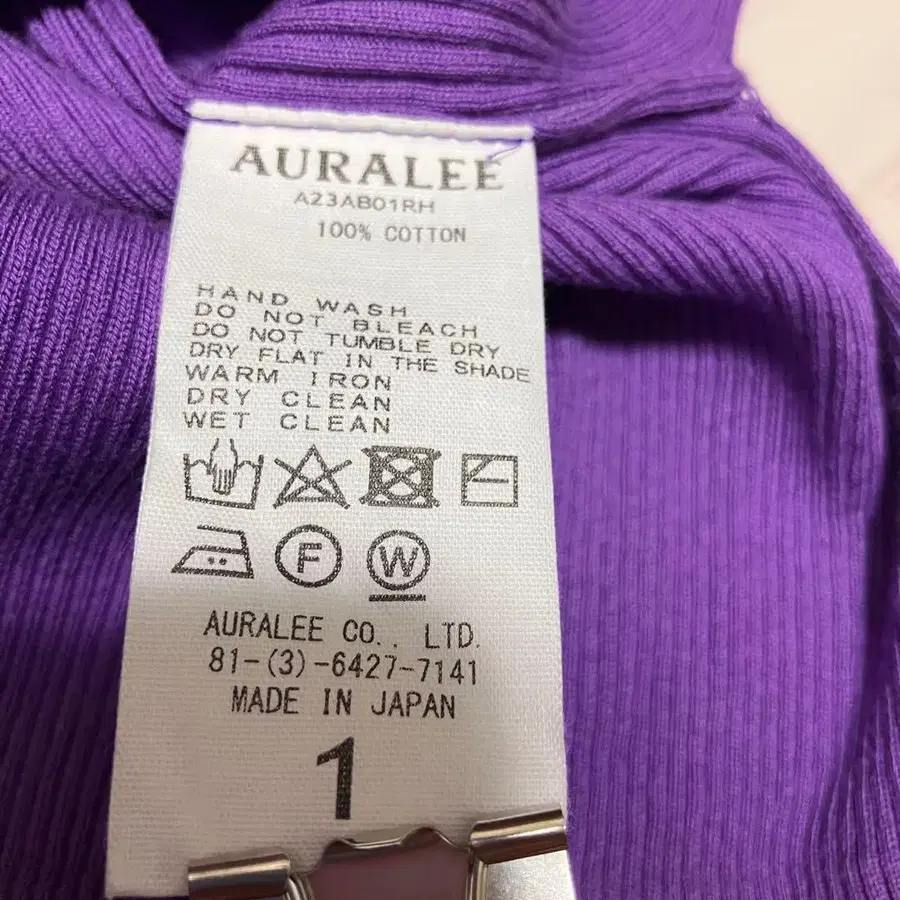 AURALEE
A23AB01RH
100% COTTON
HAND WASH
DO NOT BLEACH
DO NOT TUMBLE DRY
DRY FLAT IN THE SHADE
WARM IRON
DRY CLEAN
WET CLEAN
F W
AURALEE CO., LTD.
81-(3)-6427-7141
MADE IN JAPAN
1